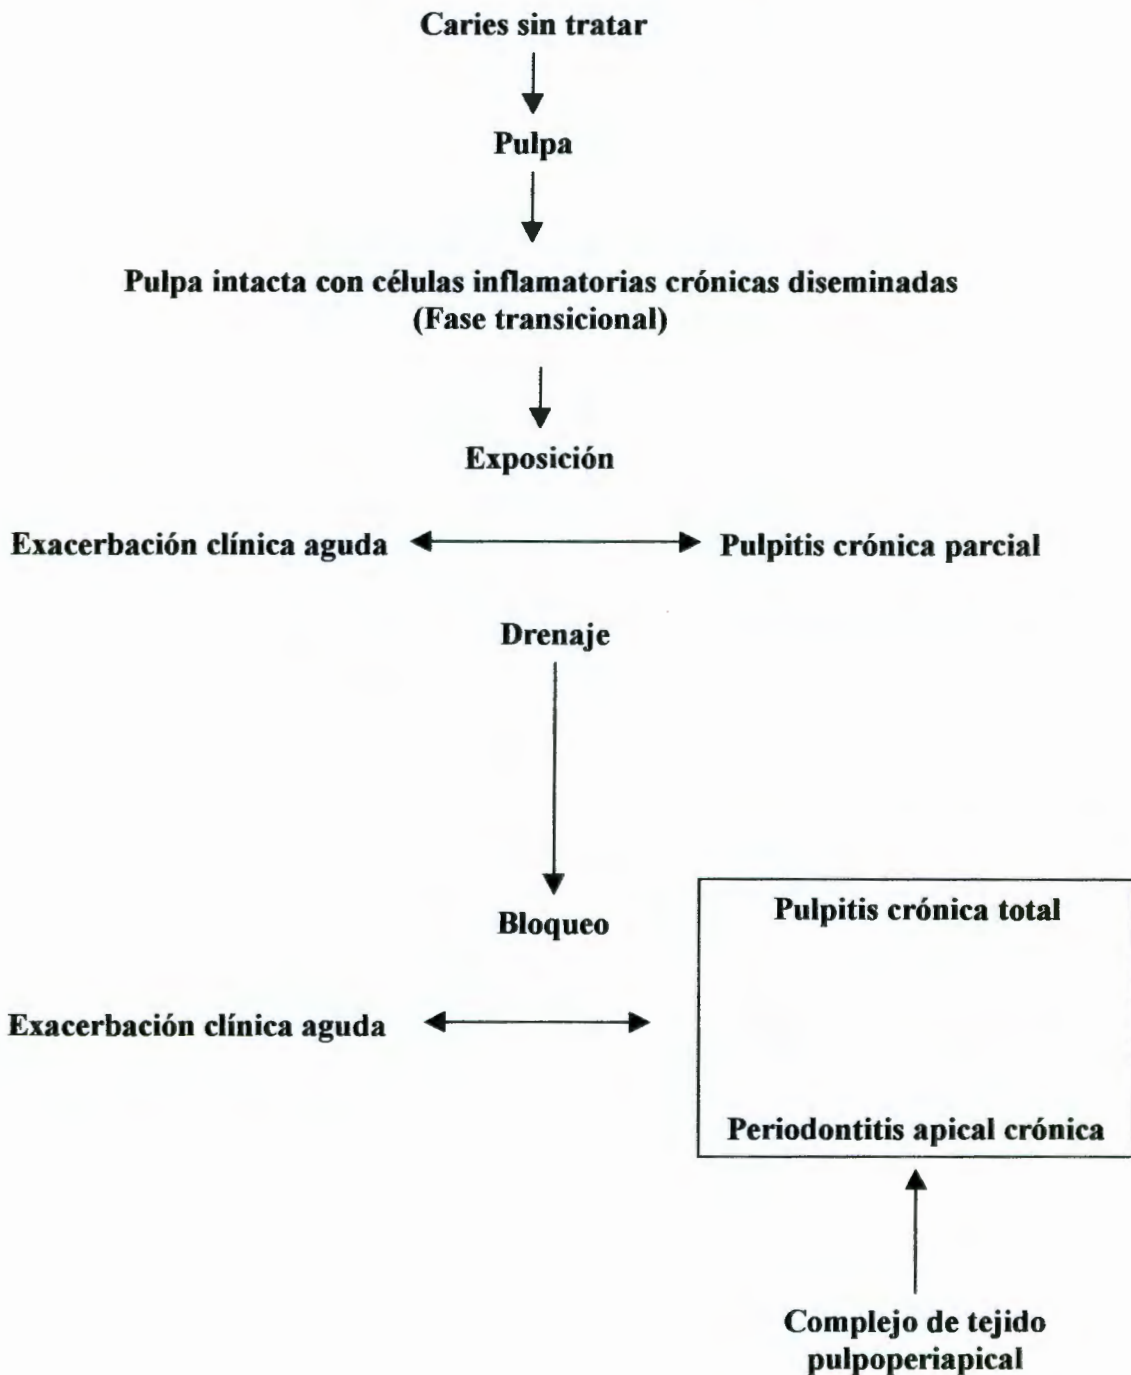 Caries sin tratar
Pulpa
Pulpa intacta con células inflamatorias crónicas diseminadas
(Fase transicional)
Exposición
Exacerbación clínica aguda
Pulpitis crónica parcial
Drenaje
Bloqueo
Pulpitis crónica total
Exacerbación clínica aguda
Periodontitis apical crónica
Complejo de tejido
pulpoperiapical